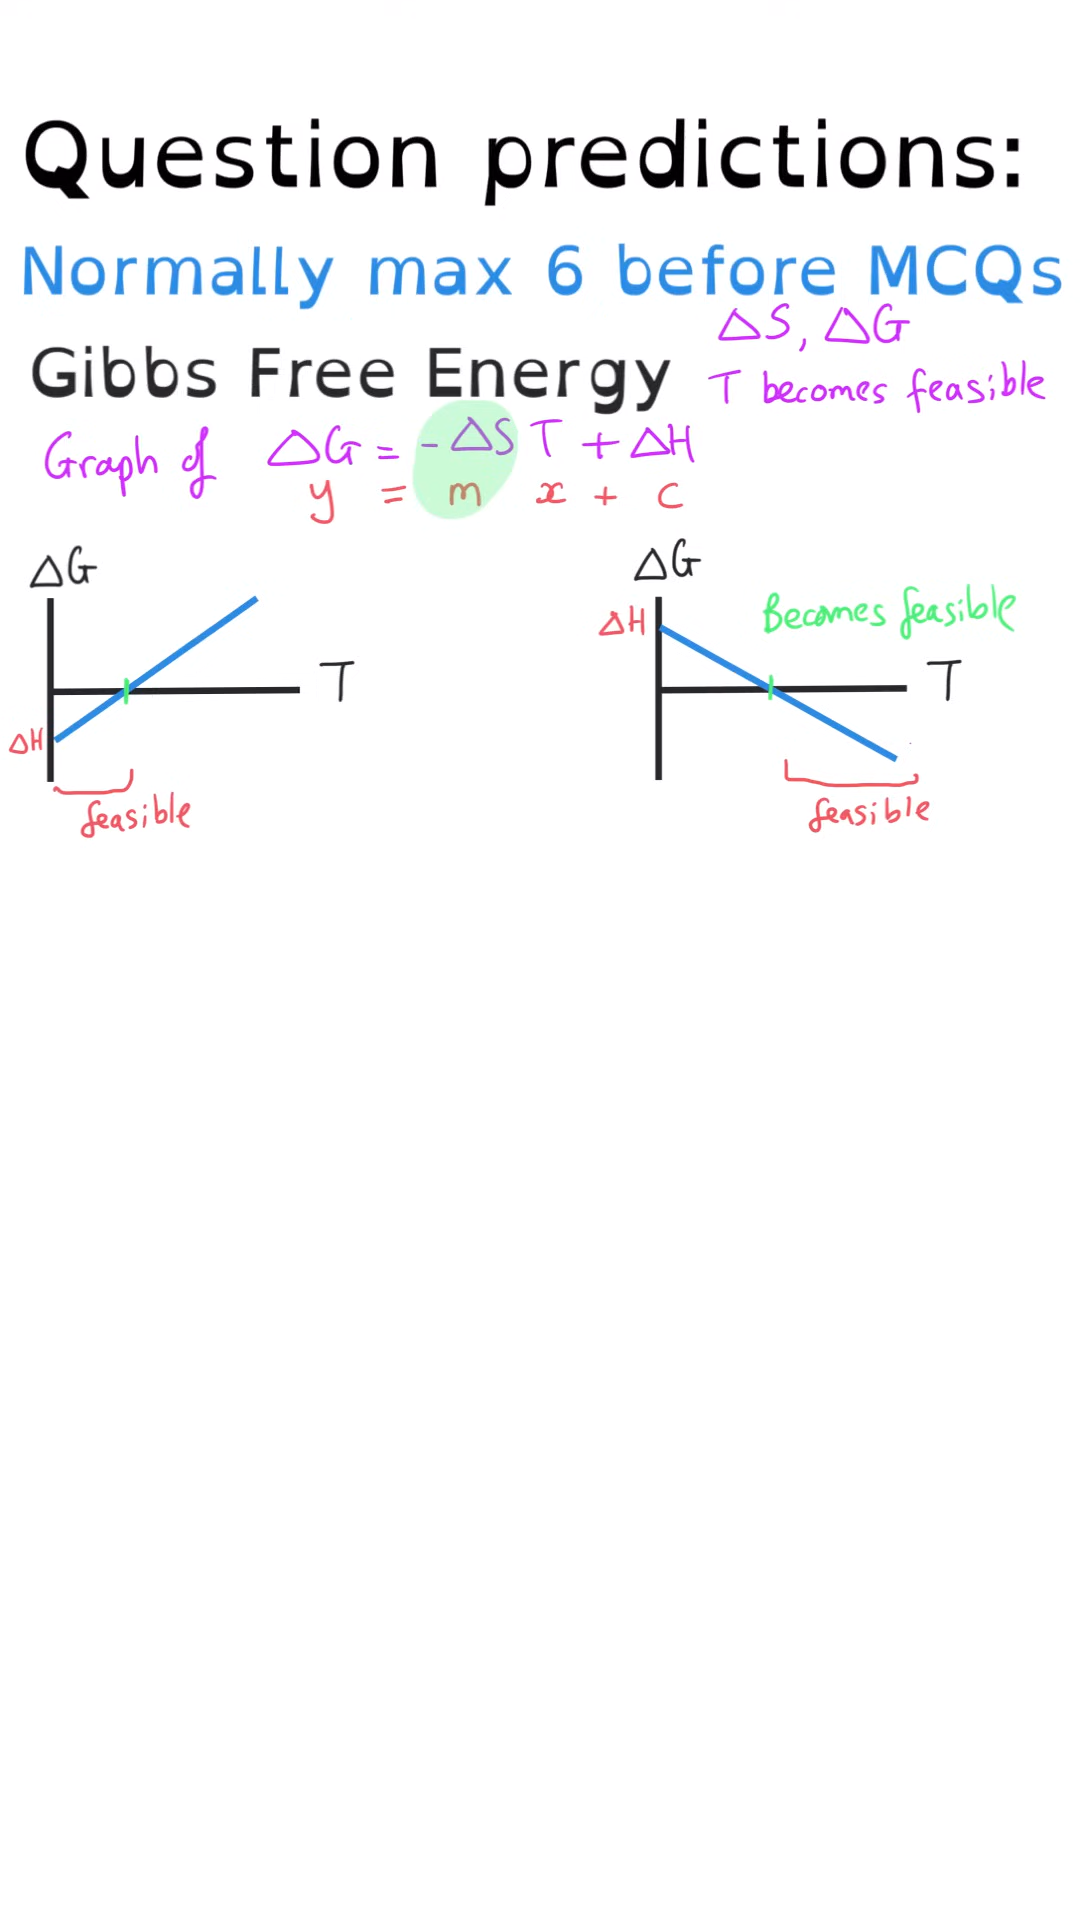 Question predictions:
Normally max 6 before MCQs
ΔS, ΔG
Gibbs Free Energy
T becomes feasible
Graph of ΔG = -ΔS T + ΔH
y = m x + c
ΔG
ΔG
ΔH
Becomes feasible
T
T
ΔH
feasible
feasible